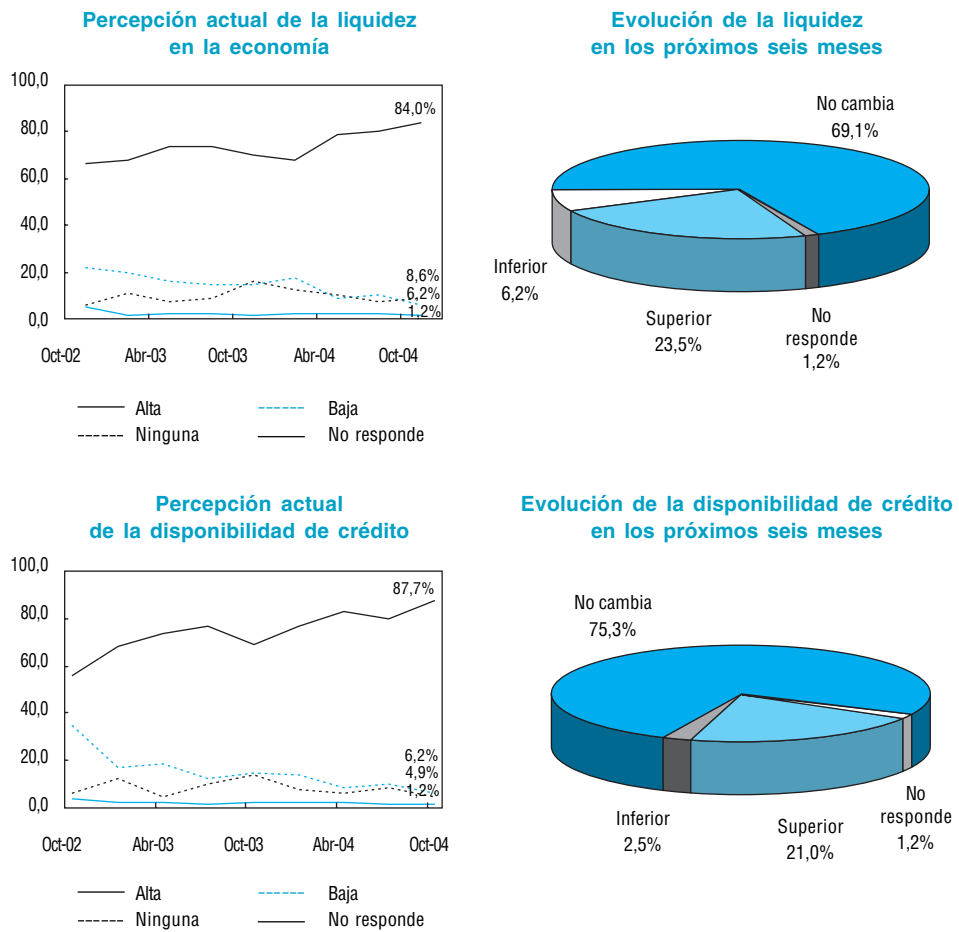 Percepción actual de la liquidez
en la economía
100,0
80,0
60,0
40,0
20,0
0,0
84,0%
8,6%
6,2%
1,2%
Oct-02
Abr-03
Oct-03
Abr-04
Oct-04
Alta
Baja
Ninguna
No responde
Evolución de la liquidez
en los próximos seis meses
No cambia
69,1%
Inferior
6,2%
Superior
23,5%
No
responde
1,2%
Percepción actual
de la disponibilidad de crédito
100,0
80,0
60,0
40,0
20,0
0,0
87,7%
6,2%
4,9%
1,2%
Oct-02
Abr-03
Oct-03
Abr-04
Oct-04
Alta
Baja
Ninguna
No responde
Evolución de la disponibilidad de crédito
en los próximos seis meses
No cambia
75,3%
Inferior
2,5%
Superior
21,0%
No
responde
1,2%